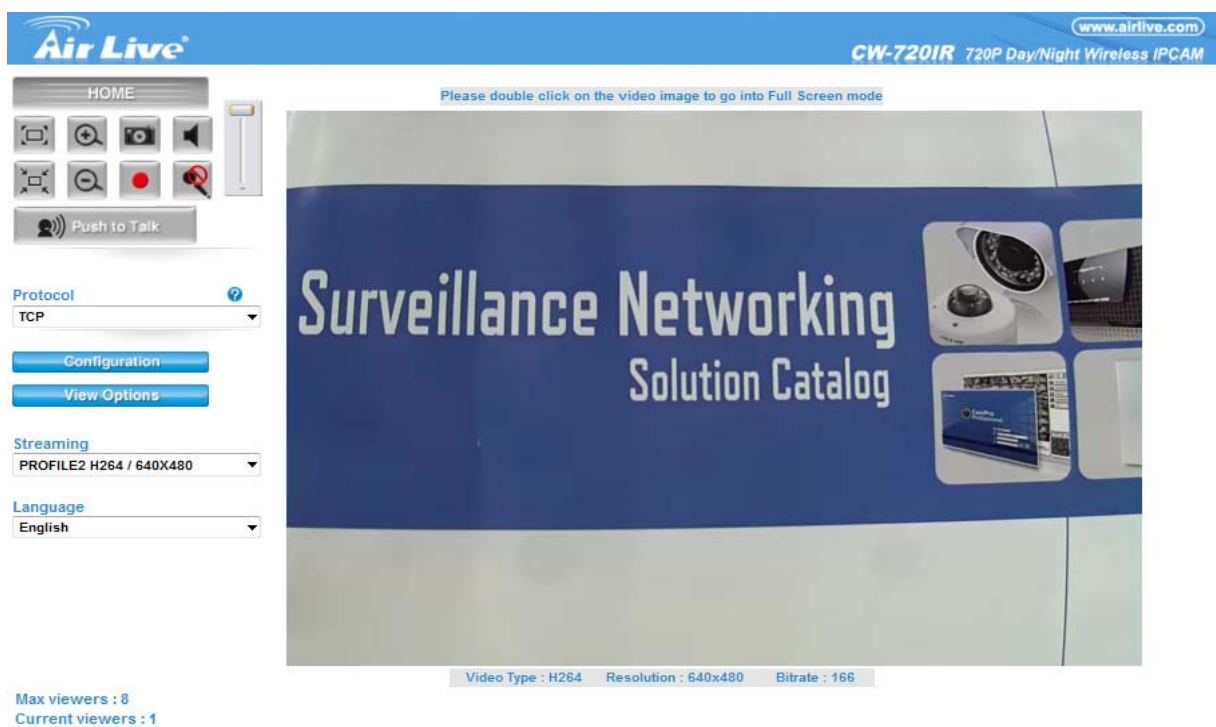 Air Live®
www.airlive.com
CW-720IR 720P Day/Night Wireless IPCAM
HOME
Please double click on the video image to go into Full Screen mode
Push to Talk
Protocol
TCP
Configuration
View Options
Streaming
PROFILE2 H264 / 640X480
Language
English
Surveillance Networking
Solution Catalog
Video Type : H264 Resolution : 640x480 Bitrate : 166
Max viewers : 8
Current viewers : 1